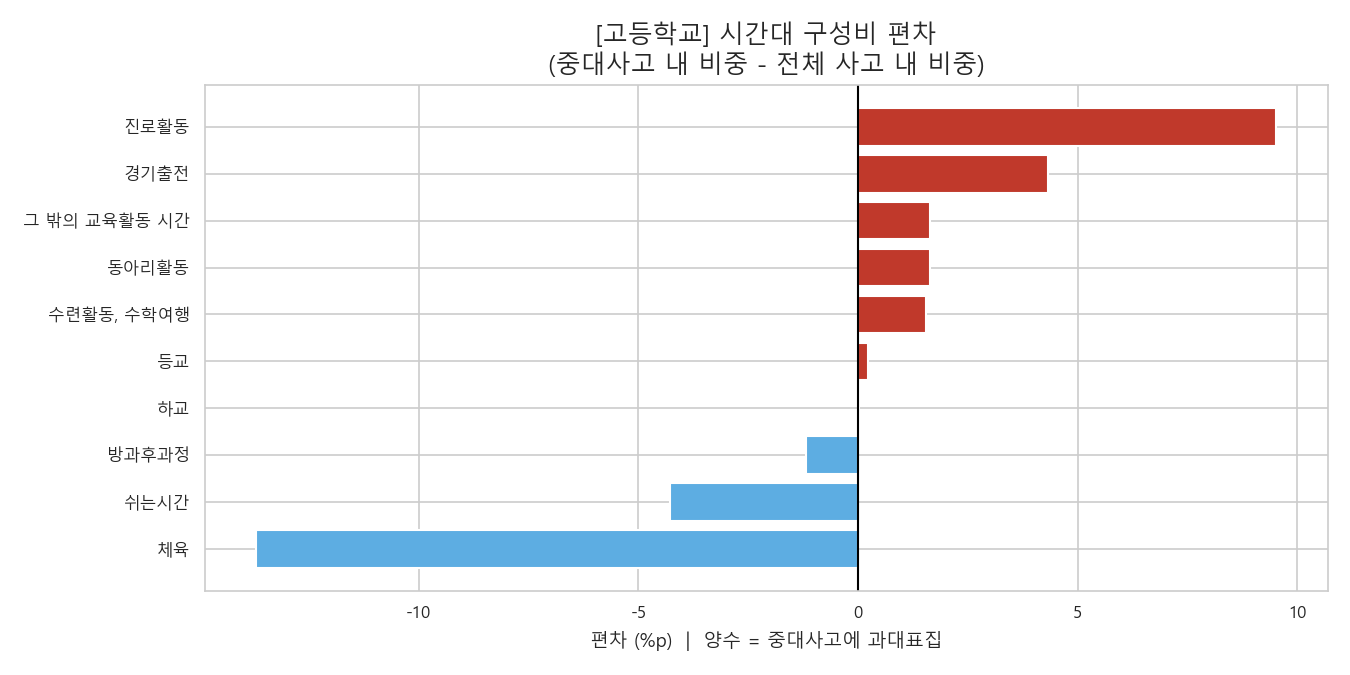 [고등학교] 시간대 구성비 편차
(중대사고 내 비중 - 전체 사고 내 비중)
진로활동
경기출전
그 밖의 교육활동 시간
동아리활동
수련활동, 수학여행
등교
하교
방과후과정
쉬는시간
체육
-10 -5 0 5 10
편차 (%p) | 양수 = 중대사고에 과대표집